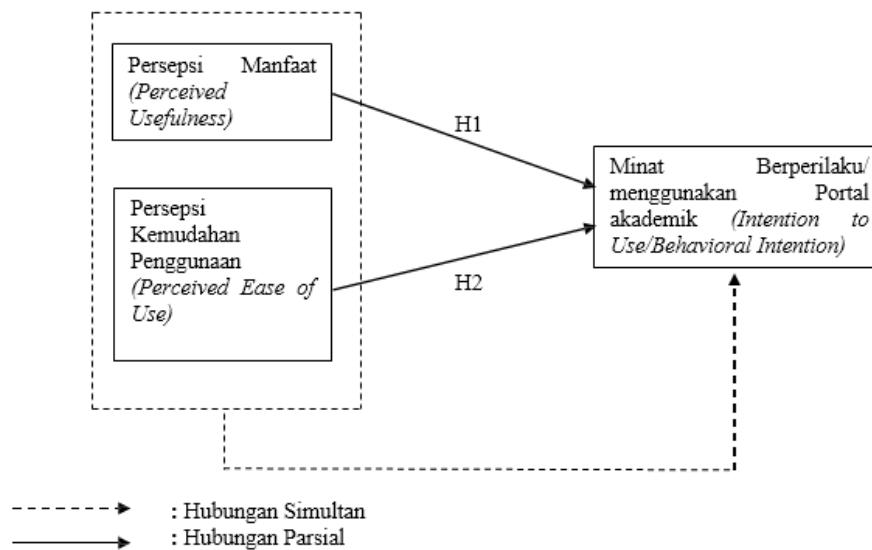 Persepsi Manfaat
(Perceived
Usefulness)
H1
Minat Berperilaku/
menggunakan Portal
akademik (Intention to
Use/Behavioral Intention)
Persepsi
Kemudahan
Penggunaan
(Perceived Ease of
Use)
H2
: Hubungan Simultan
: Hubungan Parsial